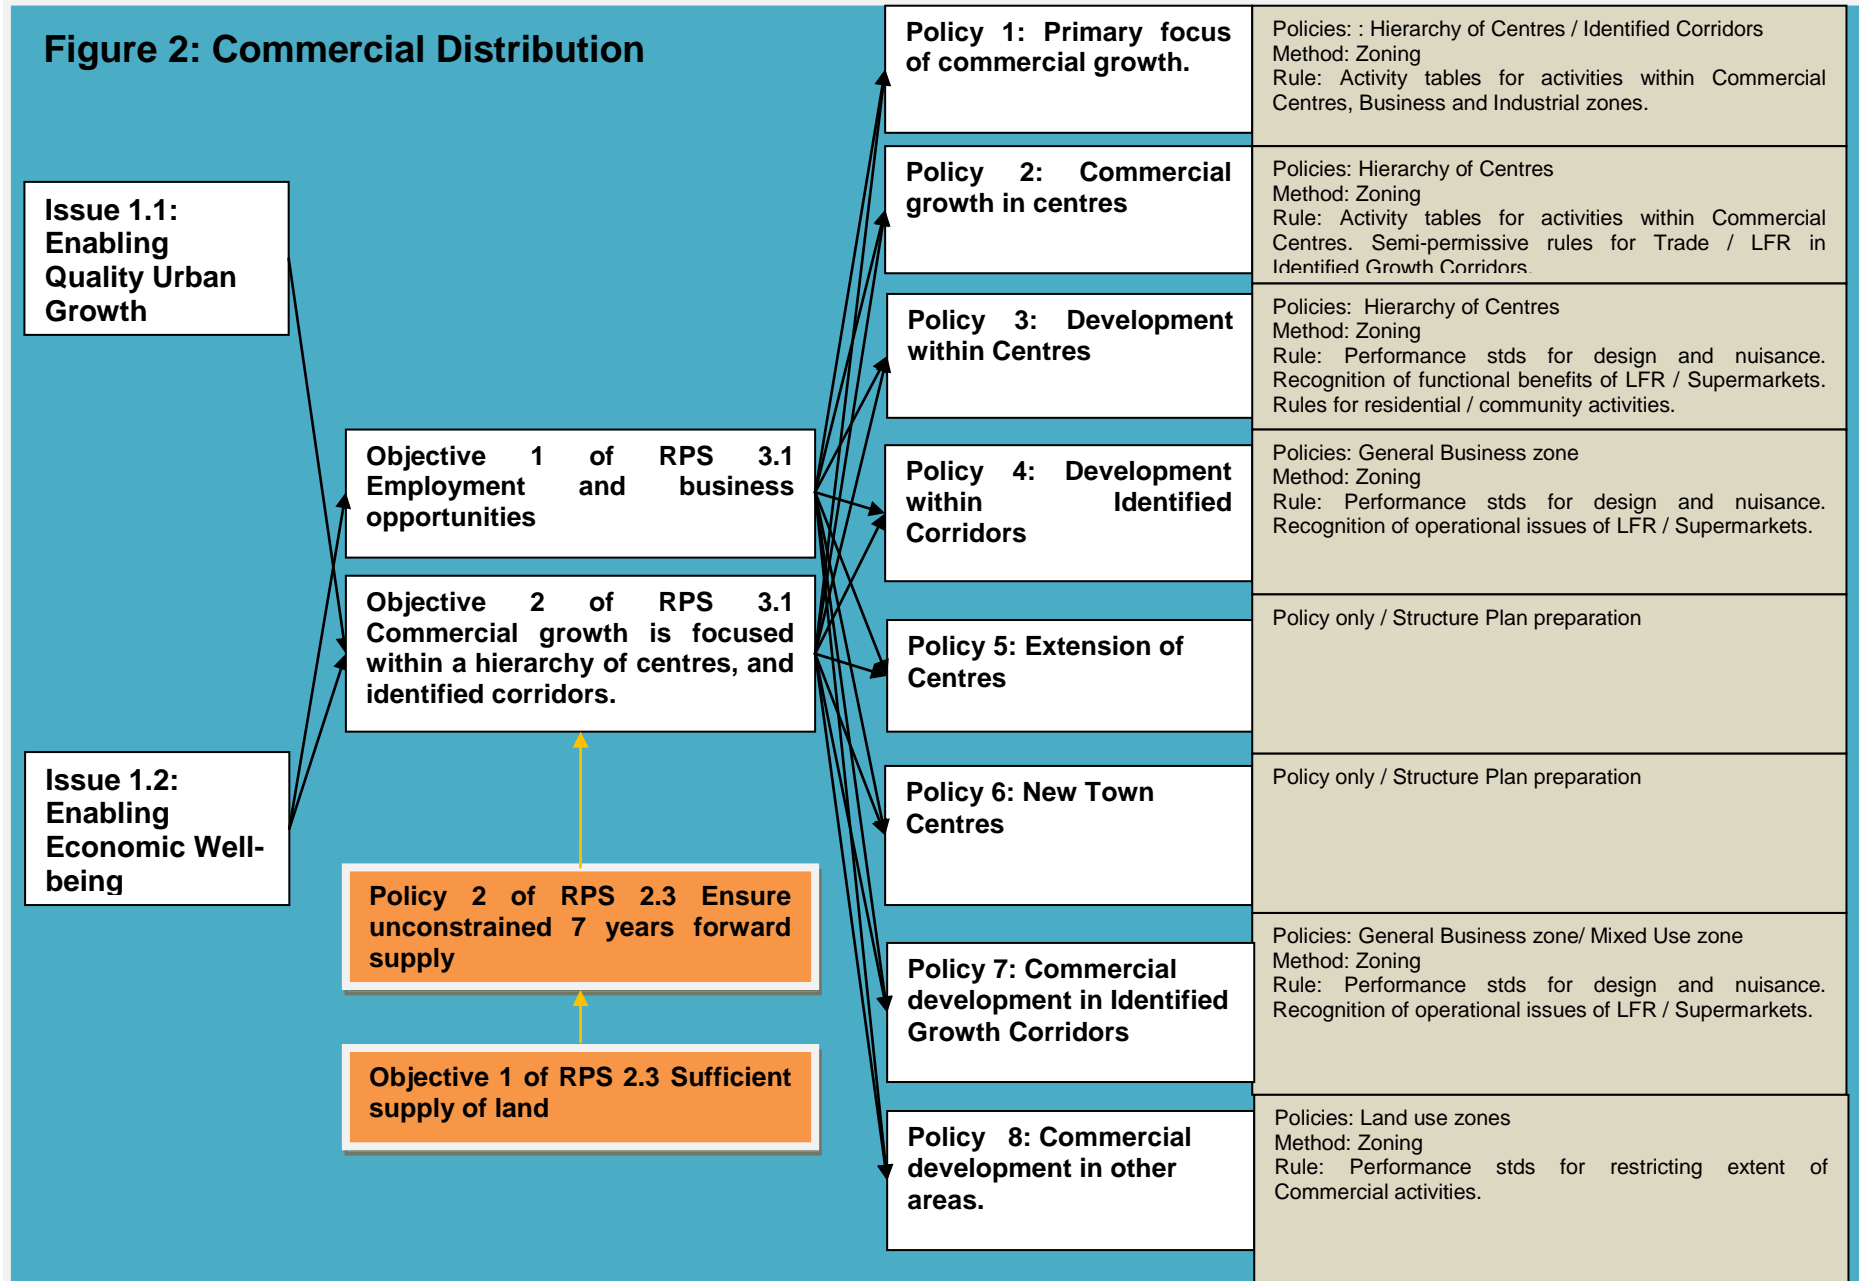 Figure 2: Commercial Distribution
Issue 1.1:
Enabling
Quality Urban
Growth
Issue 1.2:
Enabling
Economic Well-
being
Objective 1 of RPS 3.1
Employment and business
opportunities
Objective 2 of RPS 3.1
Commercial growth is focused
within a hierarchy of centres, and
identified corridors.
Policy 2 of RPS 2.3 Ensure
unconstrained 7 years forward
supply
Objective 1 of RPS 2.3 Sufficient
supply of land
Policy 1: Primary focus
of commercial growth.
Policies: : Hierarchy of Centres / Identified Corridors
Method: Zoning
Rule: Activity tables for activities within Commercial
Centres, Business and Industrial zones.
Policy 2: Commercial
growth in centres
Policies: Hierarchy of Centres
Method: Zoning
Rule: Activity tables for activities within Commercial
Centres. Semi-permissive rules for Trade / LFR in
Identified Growth Corridors.
Policy 3: Development
within Centres
Policies: Hierarchy of Centres
Method: Zoning
Rule: Performance stds for design and nuisance.
Recognition of functional benefits of LFR / Supermarkets.
Rules for residential / community activities.
Policy 4: Development
within Identified
Corridors
Policies: General Business zone
Method: Zoning
Rule: Performance stds for design and nuisance.
Recognition of operational issues of LFR / Supermarkets.
Policy 5: Extension of
Centres
Policy only / Structure Plan preparation
Policy 6: New Town
Centres
Policy only / Structure Plan preparation
Policy 7: Commercial
development in Identified
Growth Corridors
Policies: General Business zone/ Mixed Use zone
Method: Zoning
Rule: Performance stds for design and nuisance.
Recognition of operational issues of LFR / Supermarkets.
Policy 8: Commercial
development in other
areas.
Policies: Land use zones
Method: Zoning
Rule: Performance stds for restricting extent of
Commercial activities.